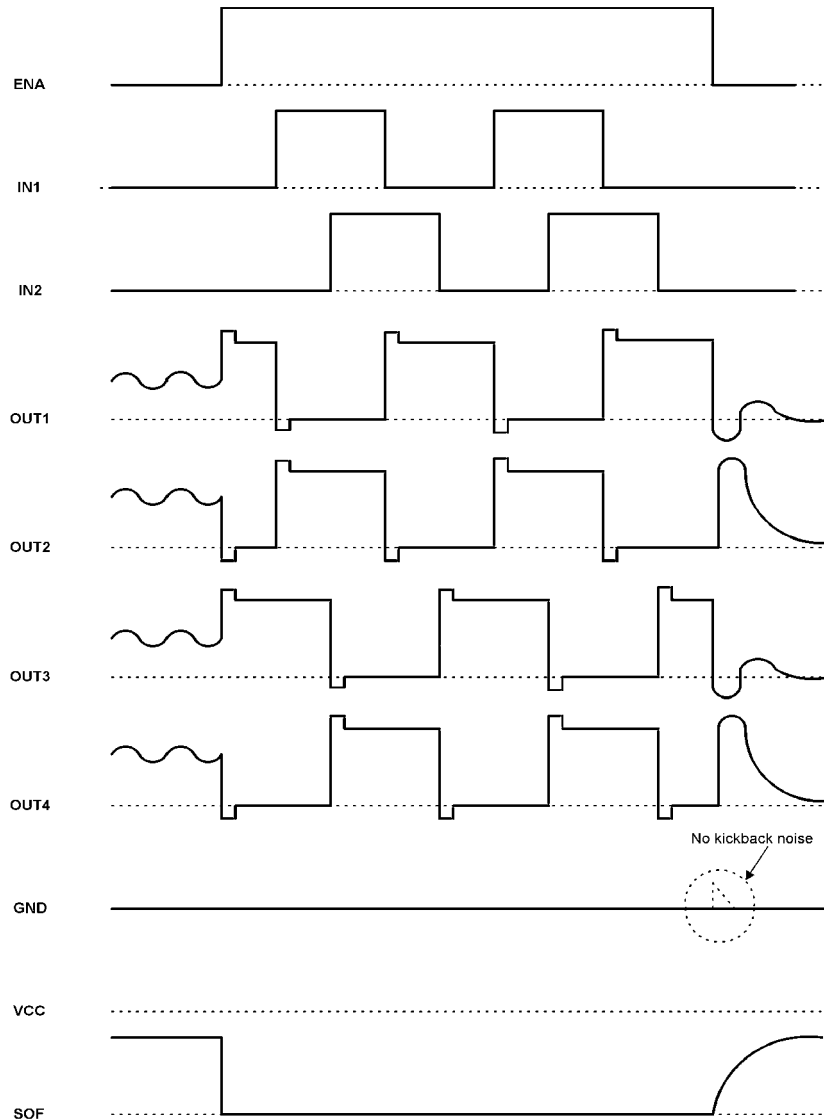 ENA
IN1
IN2
OUT1
OUT2
OUT3
OUT4
No kickback noise
GND
VCC
SOF